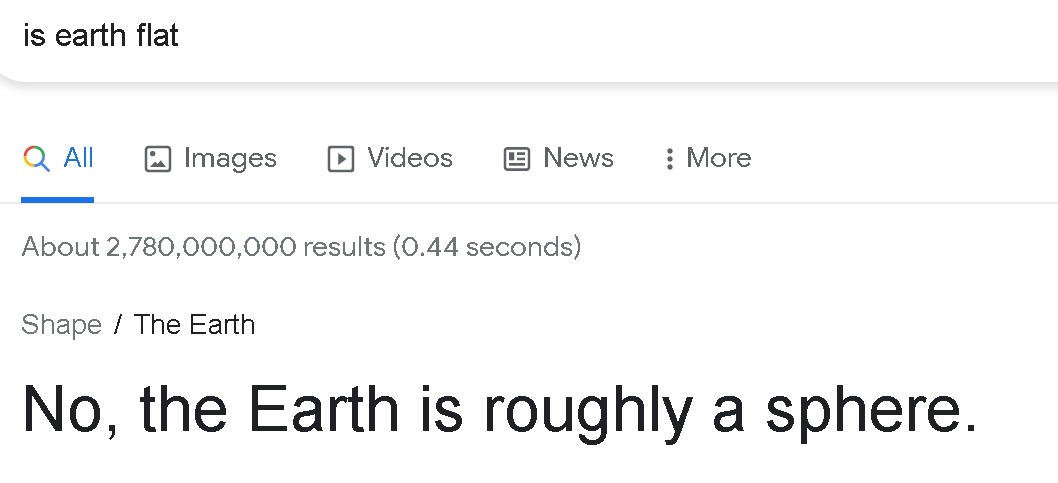 is earth flat
All Images Videos News More
About 2,780,000,000 results (0.44 seconds)
Shape / The Earth
No, the Earth is roughly a sphere.